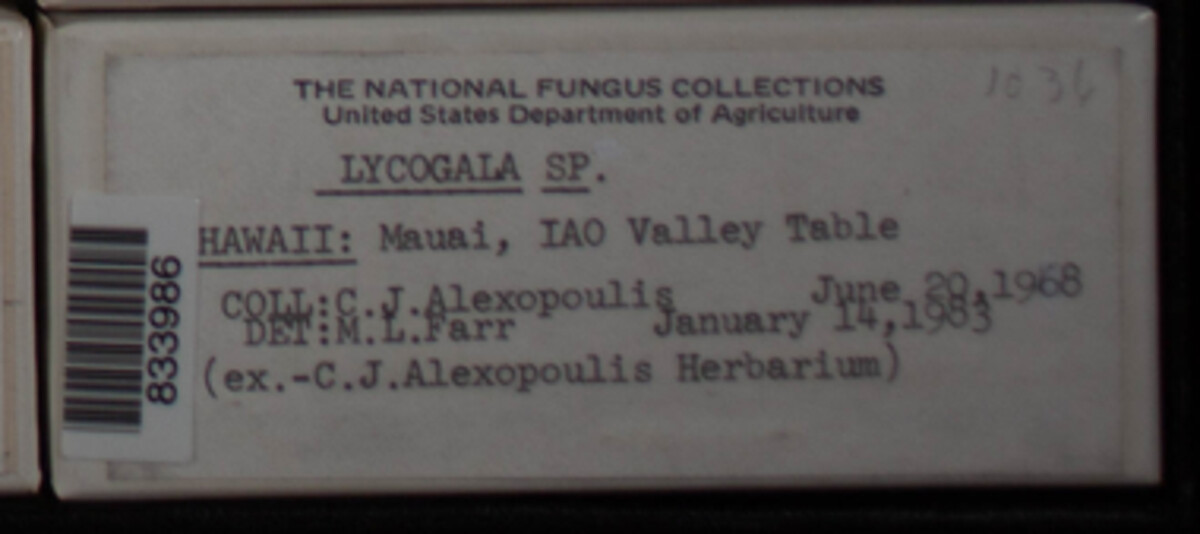 THE NATIONAL FUNGUS COLLECTIONS
1036
United States Department of Agriculture
LYCOGALA SP.
HAWAII: Mauai, IAO Valley Table
COLL:C.J.Alexopoulis June 20,1968
DET:M.L.Farr January 14,1983
(ex.-C.J.Alexopoulis Herbarium)
833986